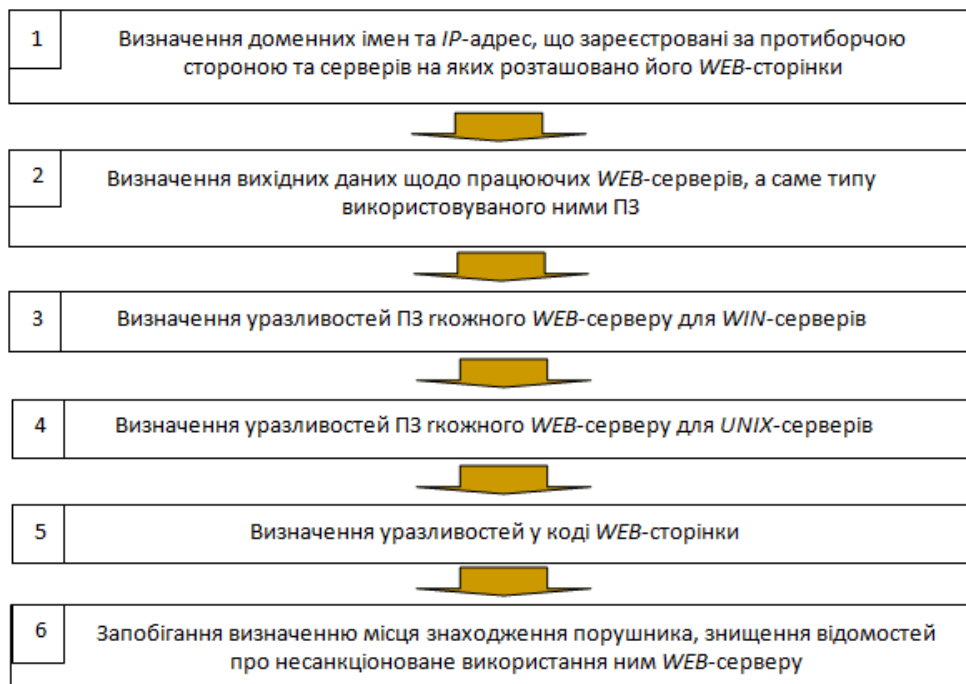 1
Визначення доменних імен та IP-адрес, що зареєстровані за протиборчою
стороною та серверів на яких розташовано його WEB-сторінки
2
Визначення вихідних даних щодо працюючих WEB-серверів, а саме типу
використовуваного ними ПЗ
3
Визначення уразливостей ПЗ гкожного WEB-серверу для WIN-серверів
4
Визначення уразливостей ПЗ гкожного WEB-серверу для UNIX-серверів
5
Визначення уразливостей у коді WEB-сторінки
6
Запобігання визначенню місця знаходження порушника, знищення відомостей
про несанкціоноване використання ним WEB-серверу